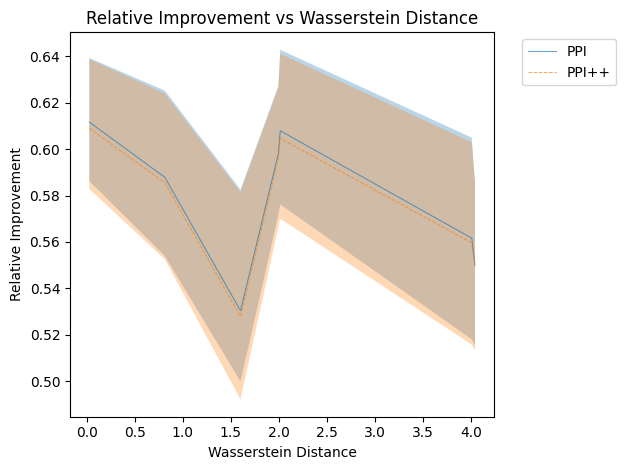 Relative Improvement vs Wasserstein Distance
PPI
PPI++
0.64
0.62
0.60
0.58
0.56
0.54
0.52
0.50
Relative Improvement
0.0 0.5 1.0 1.5 2.0 2.5 3.0 3.5 4.0
Wasserstein Distance